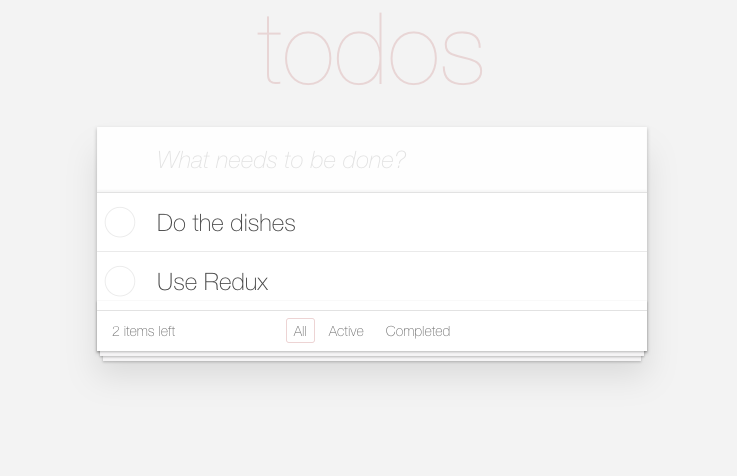 todos
What needs to be done?
Do the dishes
Use Redux
2 items left All Active Completed